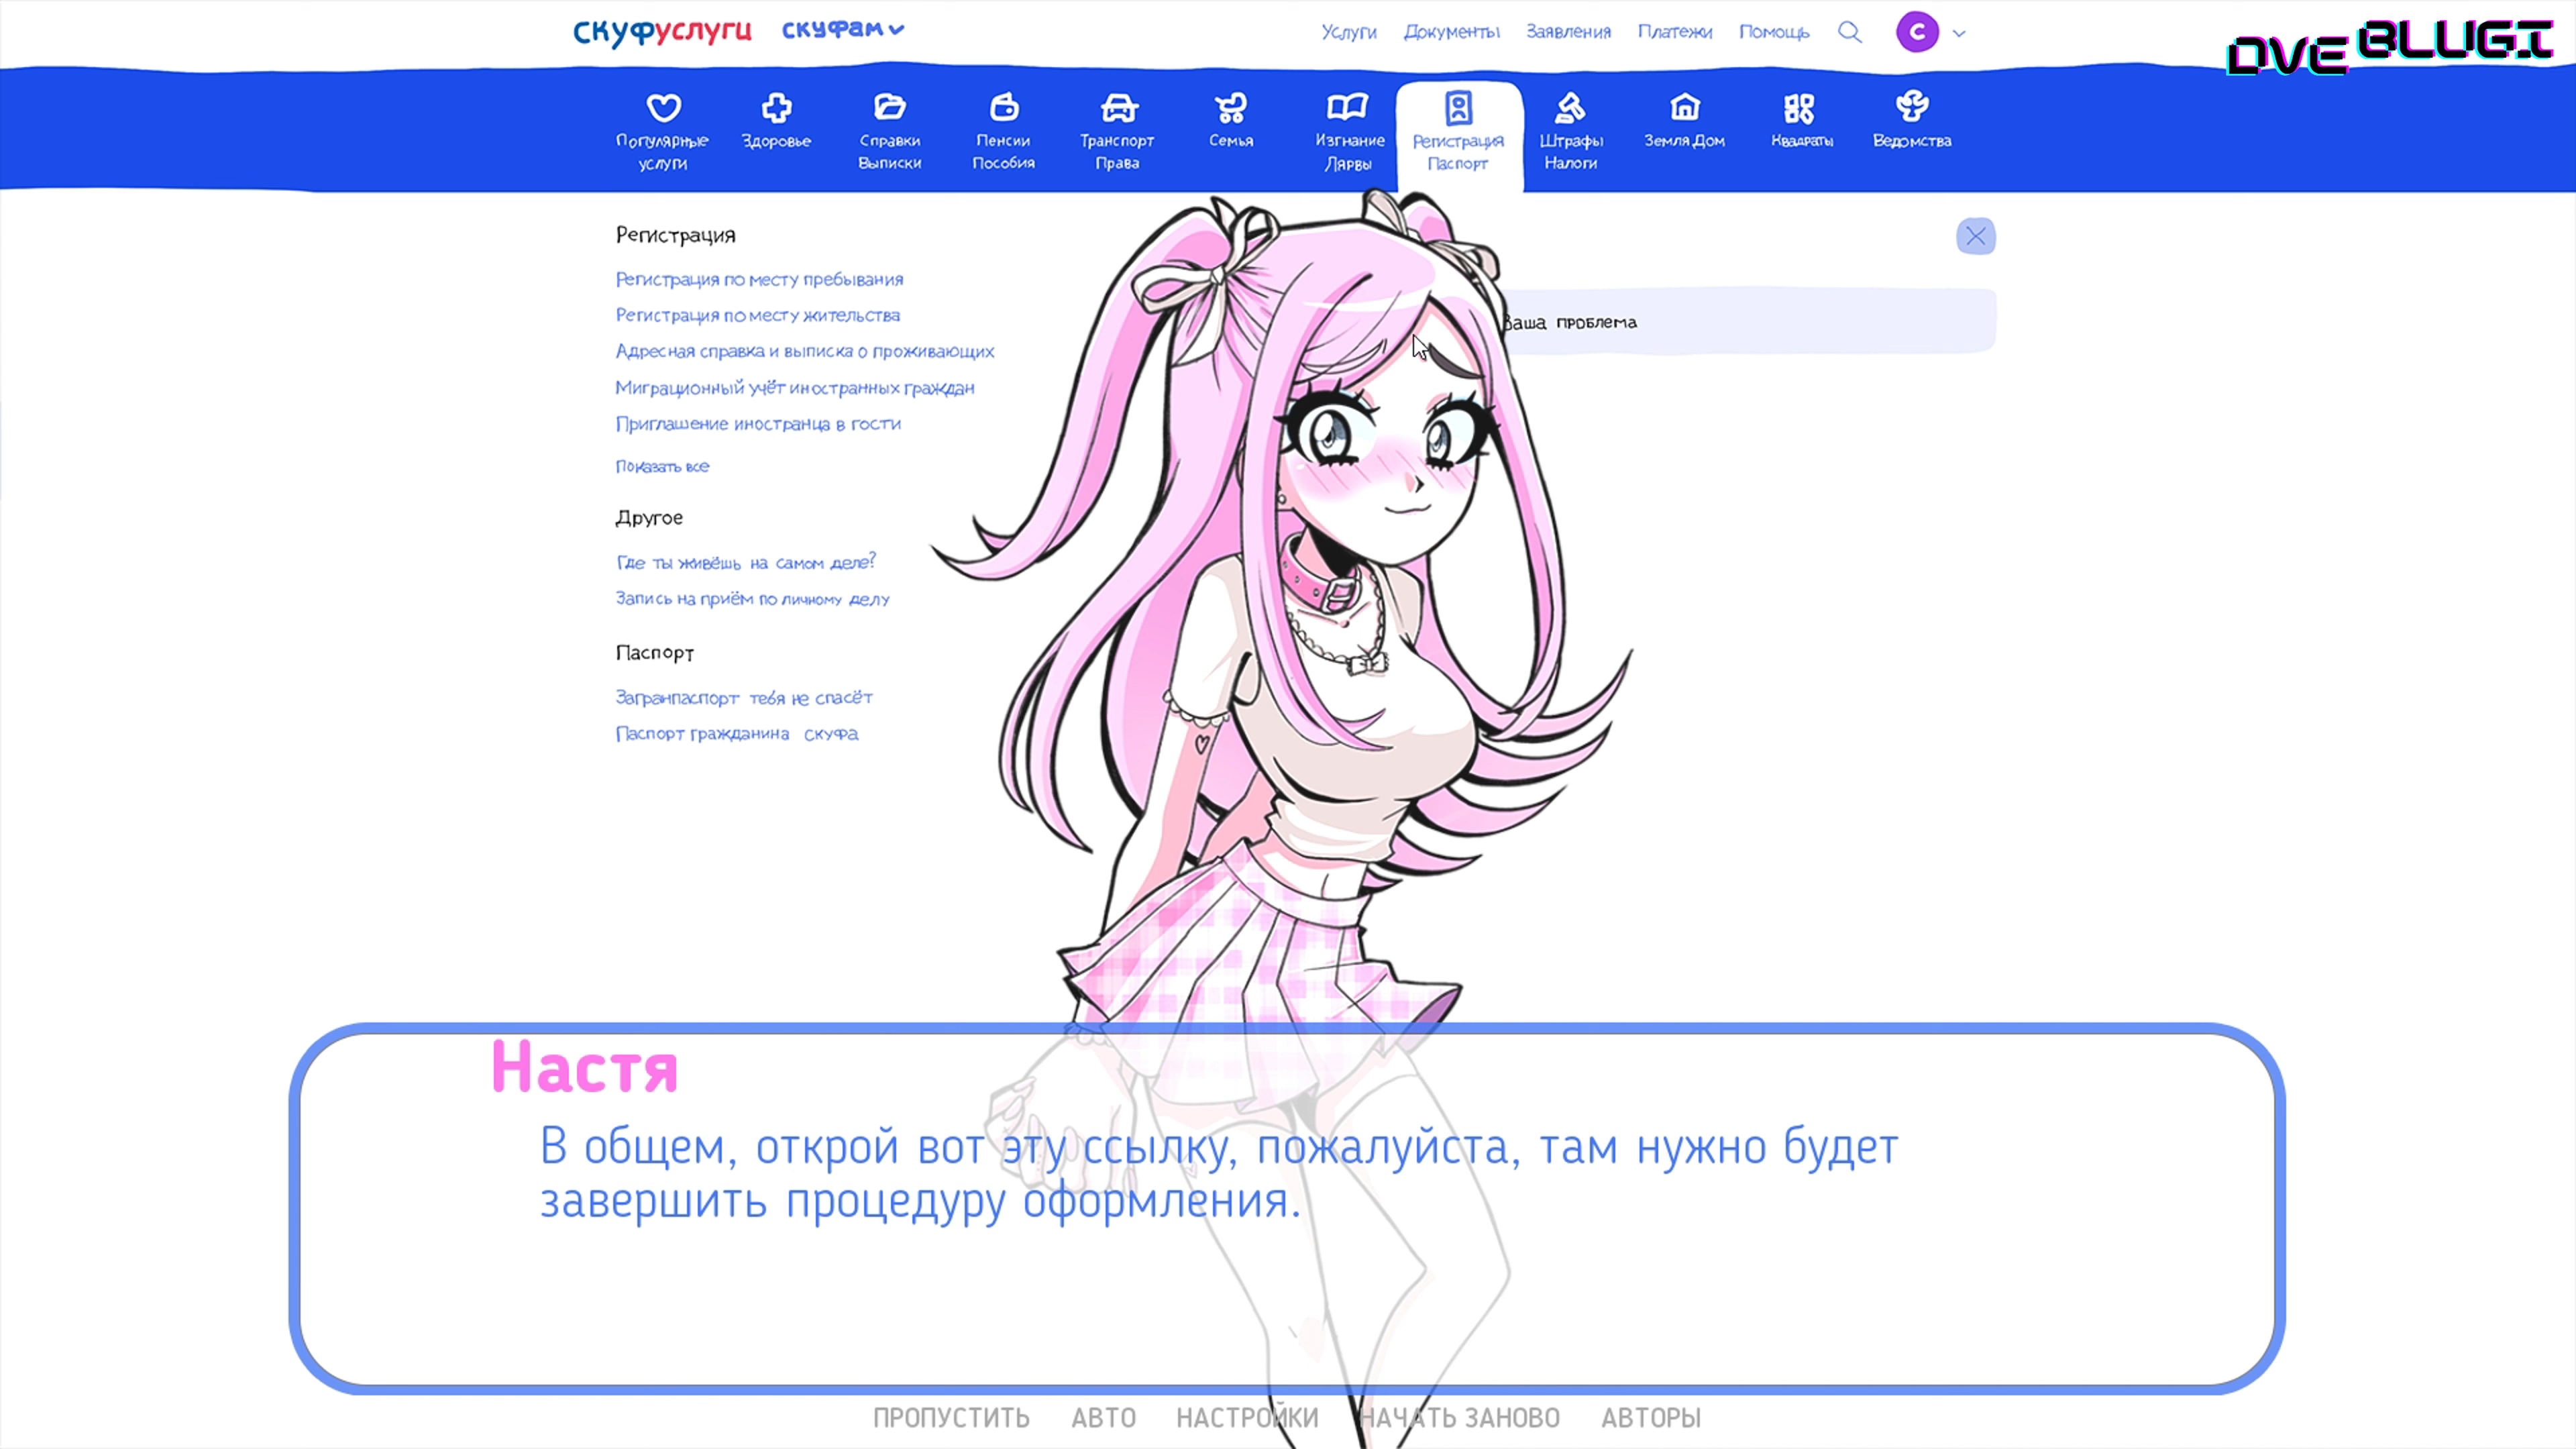 скуфуслуги скуфам
Услуги Документы Заявления Платежи Помощь С
DVE BLUGI
Популярные услуги
Здоровье
Справки Выписки
Пенсии Пособия
Транспорт Права
Семья
Изгнание Лярвы
Регистрация Паспорт
Штрафы Налоги
Земля Дом
Квадраты
Ведомства
Регистрация
Регистрация по месту пребывания
Регистрация по месту жительства
Адресная справка и выписка о проживающих
Миграционный учёт иностранных граждан
Приглашение иностранца в гости
Показать все
Другое
Где ты живёшь на самом деле?
Запись на приём по личному делу
Паспорт
Загранпаспорт тебя не спасёт
Паспорт гражданина скуфа
Ваша проблема
Настя
В общем, открой вот эту ссылку, пожалуйста, там нужно будет
завершить процедуру оформления.
ПРОПУСТИТЬ АВТО НАСТРОЙКИ НАЧАТЬ ЗАНОВО АВТОРЫ